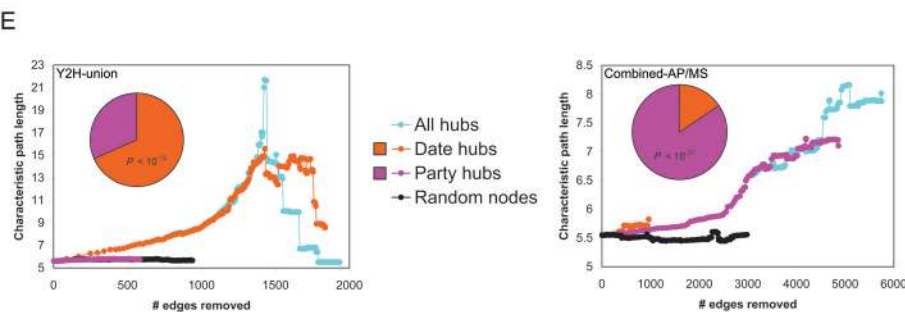 E
Y2H-union
Characteristic path length
23
21
19
17
15
13
11
9
7
5
0
500
1000
1500
2000
# edges removed
All hubs
Date hubs
Party hubs
Random nodes
Combined-AP/MS
Characteristic path length
8.5
8
7.5
7
6.5
6
5.5
5
0
1000
2000
3000
4000
5000
6000
# edges removed
P < 10
P < 10